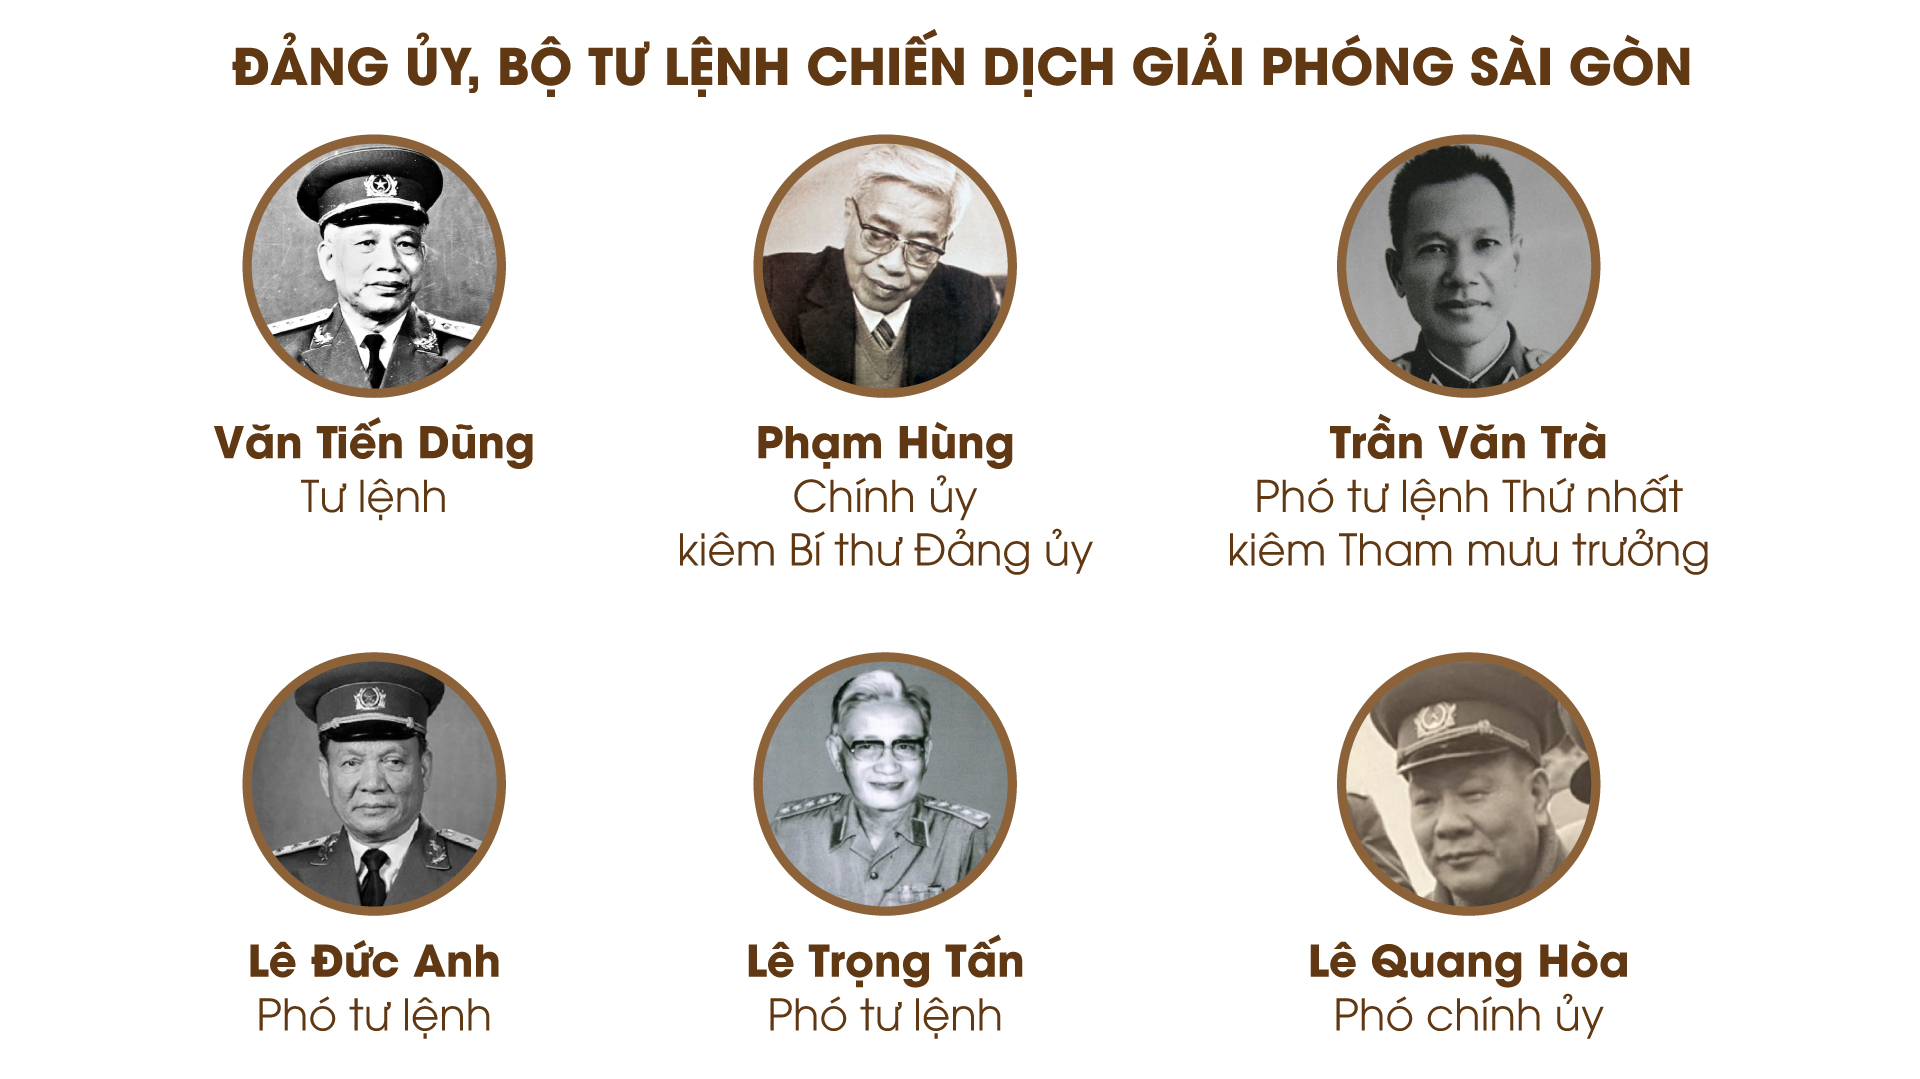 ĐẢNG ỦY, BỘ TƯ LỆNH CHIẾN DỊCH GIẢI PHÓNG SÀI GÒN
Văn Tiến Dũng
Tư lệnh
Phạm Hùng
Chính ủy
kiêm Bí thư Đảng ủy
Trần Văn Trà
Phó tư lệnh Thứ nhất
kiêm Tham mưu trưởng
Lê Đức Anh
Phó tư lệnh
Lê Trọng Tấn
Phó tư lệnh
Lê Quang Hòa
Phó chính ủy